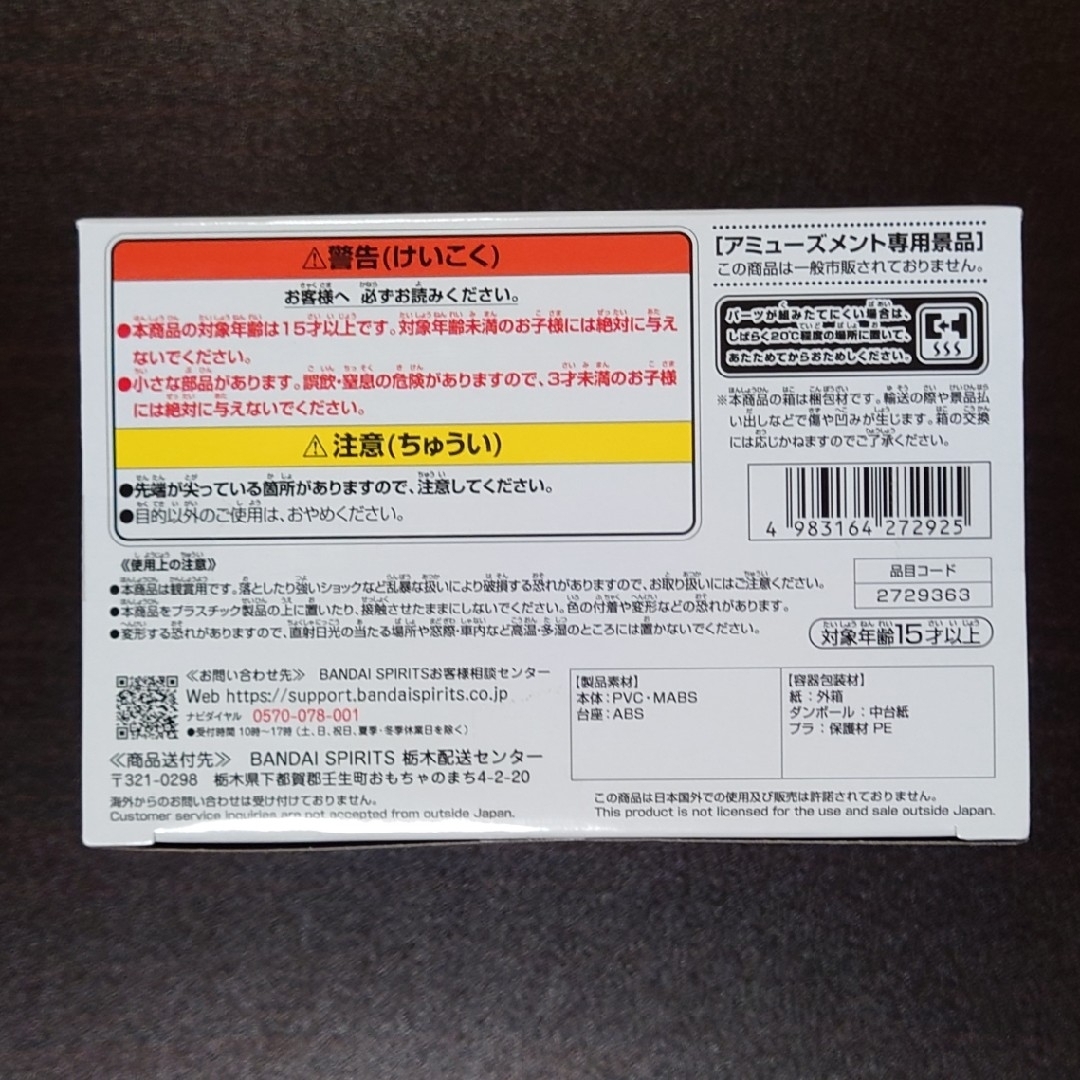 ⚠警告(けいこく)
お客様へ 必ずお読みください。
●本商品の対象年齢は15才以上です。対象年齢未満のお子様には絶対に与え
ないでください。
●小さな部品があります。誤飲・窒息の危険がありますので、3才未満のお子様
には絶対に与えないでください。
⚠注意(ちゅうい)
●先端が尖っている箇所がありますので、注意してください。
●目的以外のご使用は、おやめください。
[アミューズメント専用景品]
この商品は一般市販されておりません。
パーツが組みたてにくい場合は、
しばらく20℃程度の場所に置いて、
あたためてからおためしください。
※本商品の箱は梱包材です。輸送の際や景品払
い出しなどで傷や凹みが生じます。箱の交換
には応じかねますのでご了承ください。
4 983164 272925
品目コード
2729363
対象年齢15才以上
《使用上の注意》
●本商品は観賞用です。落としたり強いショックなど乱暴な扱いにより破損する恐れがありますので、お取り扱いにはご注意ください。
●本商品をプラスチック製品の上に置いたり、接触させたままにしないでください。色の付着や変形などの恐れがあります。
●変形する恐れがありますので、直射日光の当たる場所や窓際・車内など高温・多湿のところには置かないでください。
《お問い合わせ先》 BANDAI SPIRITSお客様相談センター
Web https://support.bandaispirits.co.jp
ナビダイヤル 0570-078-001
●受付時間 10時〜17時(土、日、祝日、夏季・冬季休業日を除く)
《商品送付先》 BANDAI SPIRITS 栃木配送センター
〒321-0298 栃木県下都賀郡壬生町おもちゃのまち4-2-20
海外からのお問い合わせは受け付けておりません。
Customer service inquiries are not accepted from outside Japan.
【製品素材】
本体:PVC・MABS
台座:ABS
【容器包装材】
紙:外箱
ダンボール:中台紙
プラ:保護材 PE
この商品は日本国外での使用及び販売は許諾されておりません。
This product is not licensed for the use and sale outside Japan.